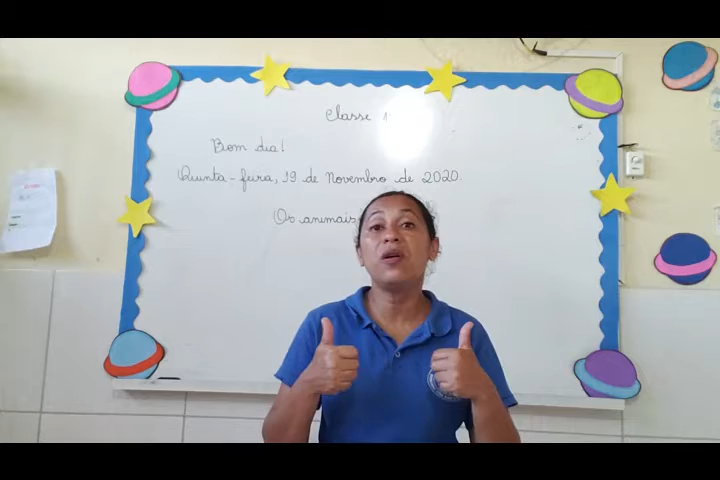 Classe 1
Bom dia!
Quinta-feira, 19 de Novembro de 2020.
Os animais